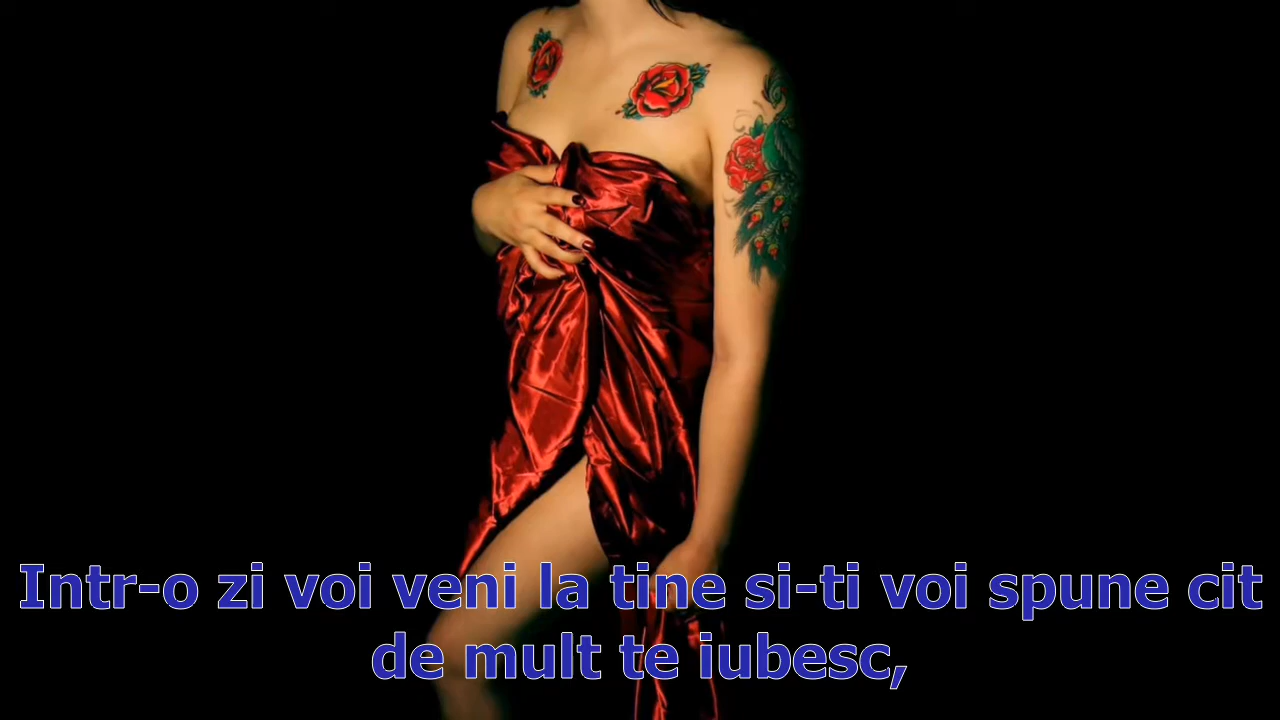 Intr-o zi voi veni la tine si-ti voi spune cit
de mult te iubesc,